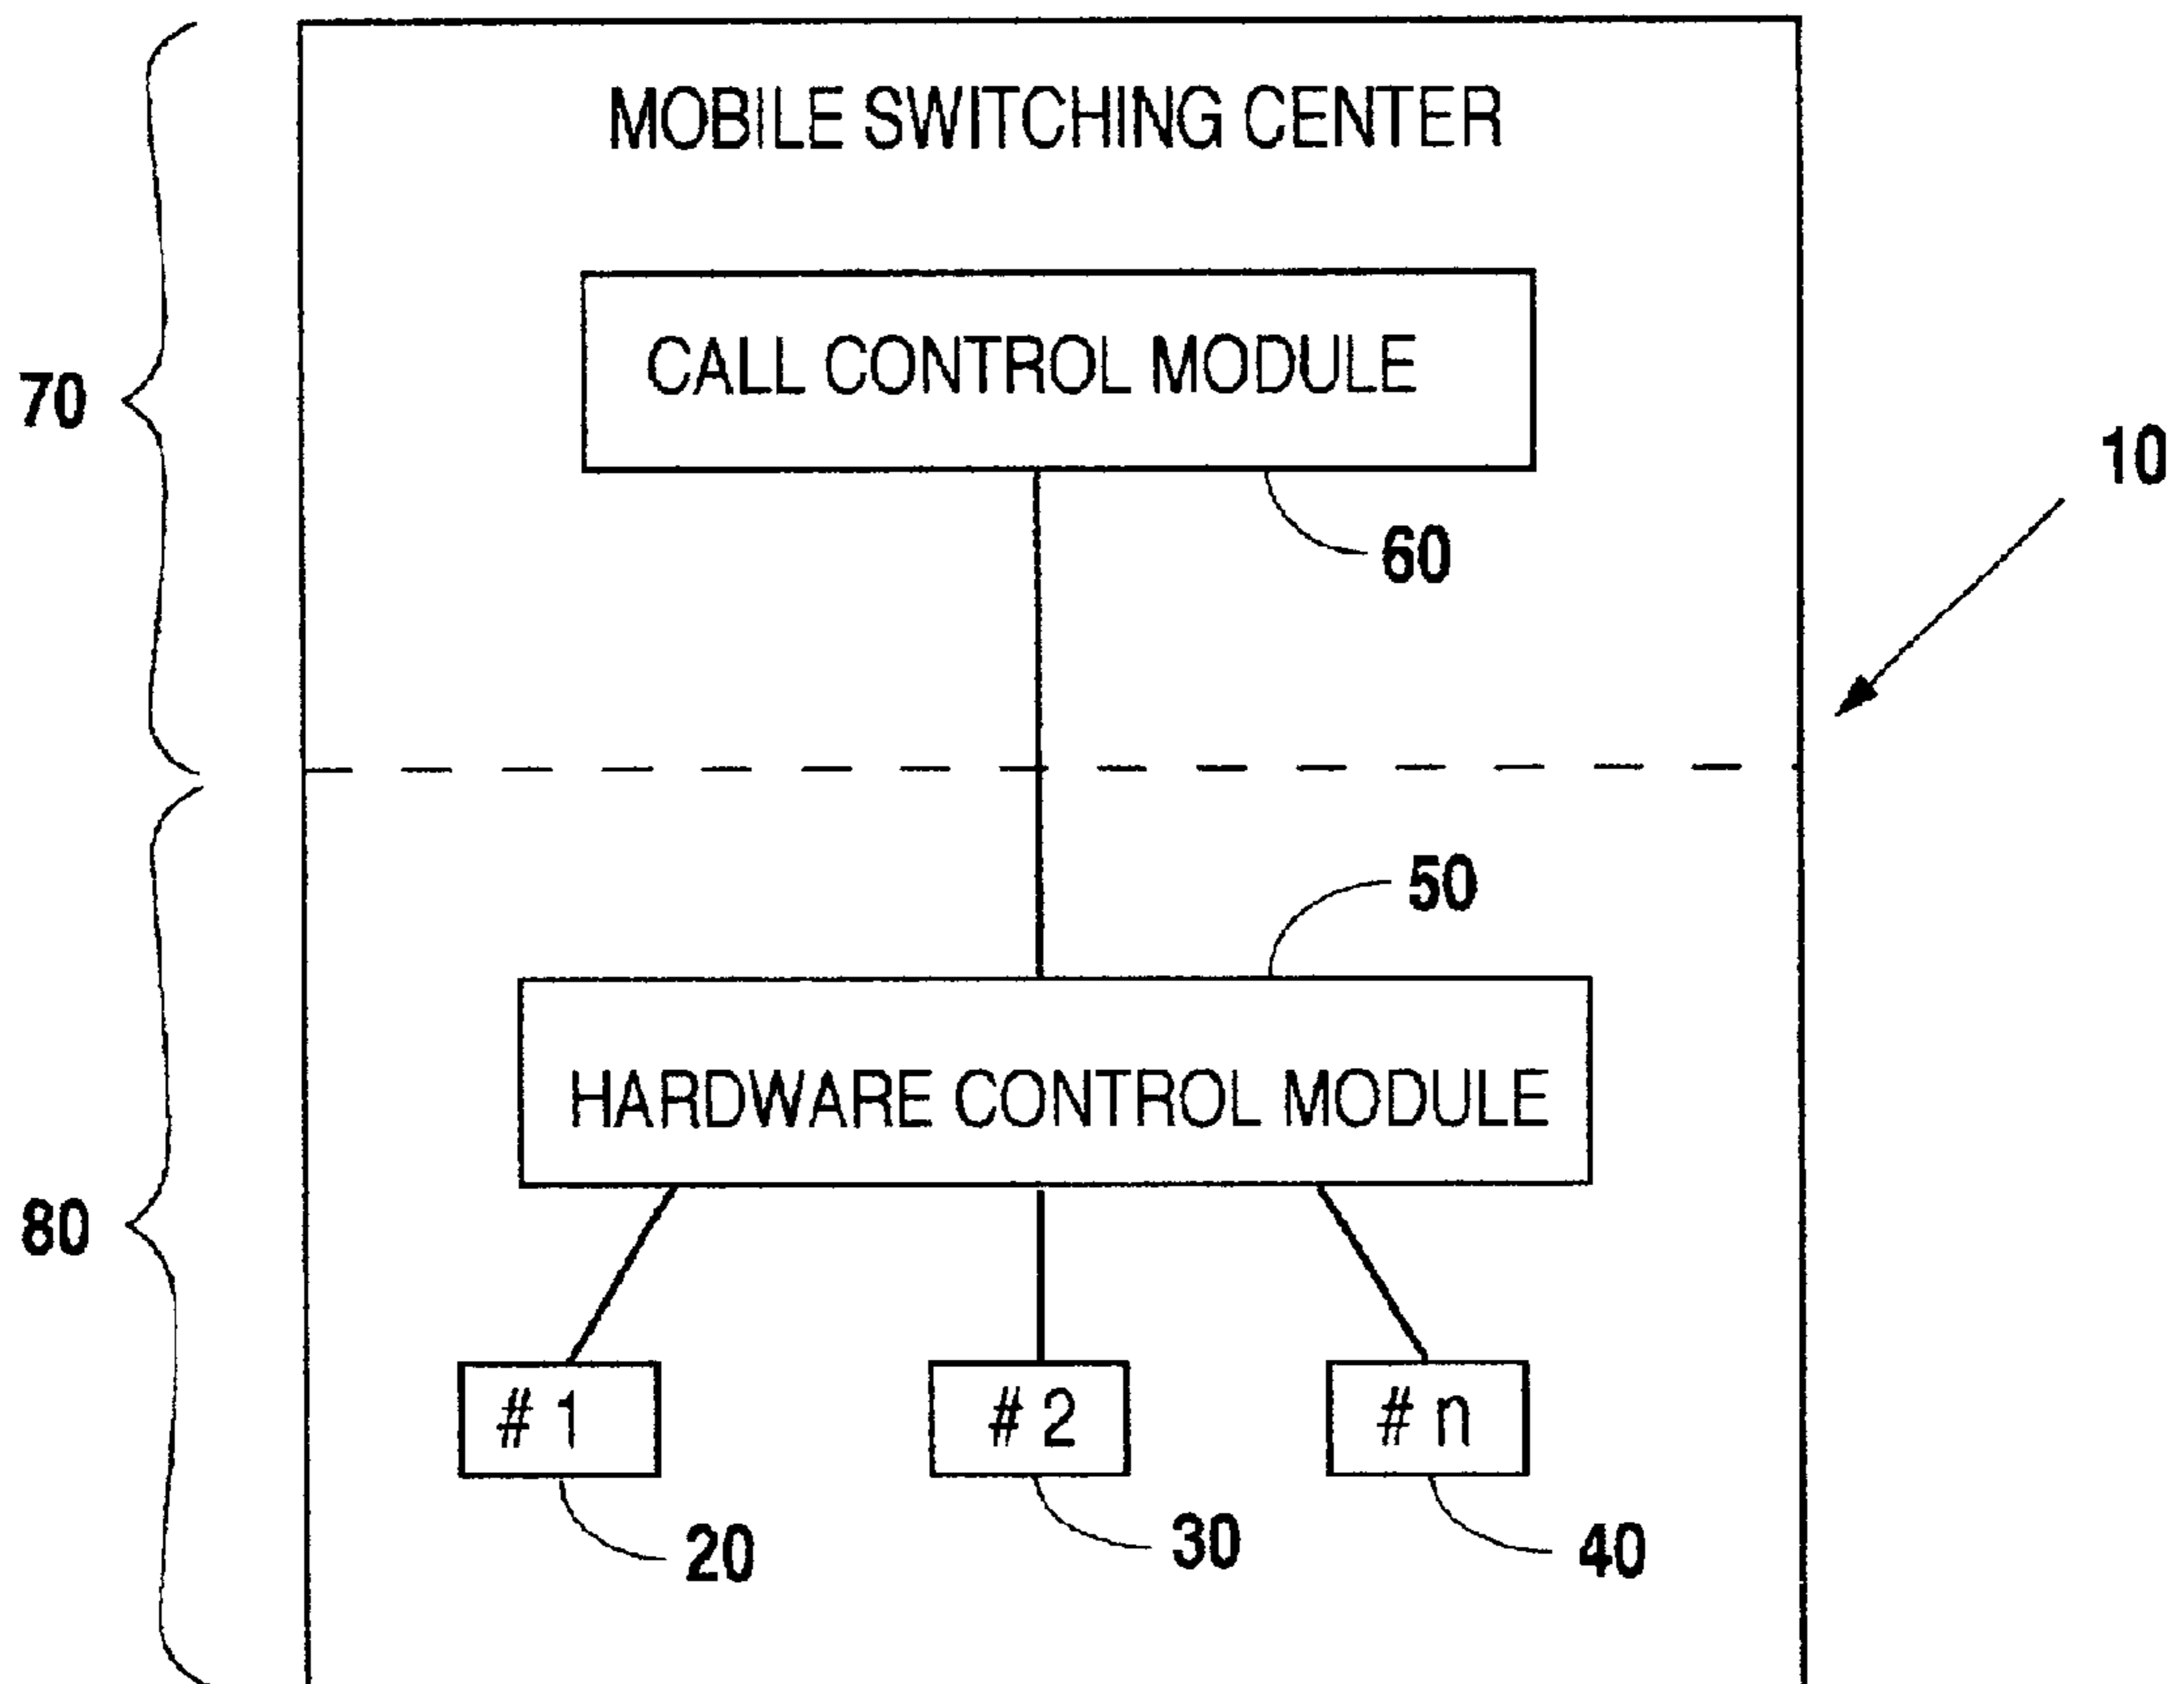 MOBILE SWITCHING CENTER
CALL CONTROL MODULE
70
10
60
50
HARDWARE CONTROL MODULE
80
# 1
# 2
# n
20
30
40